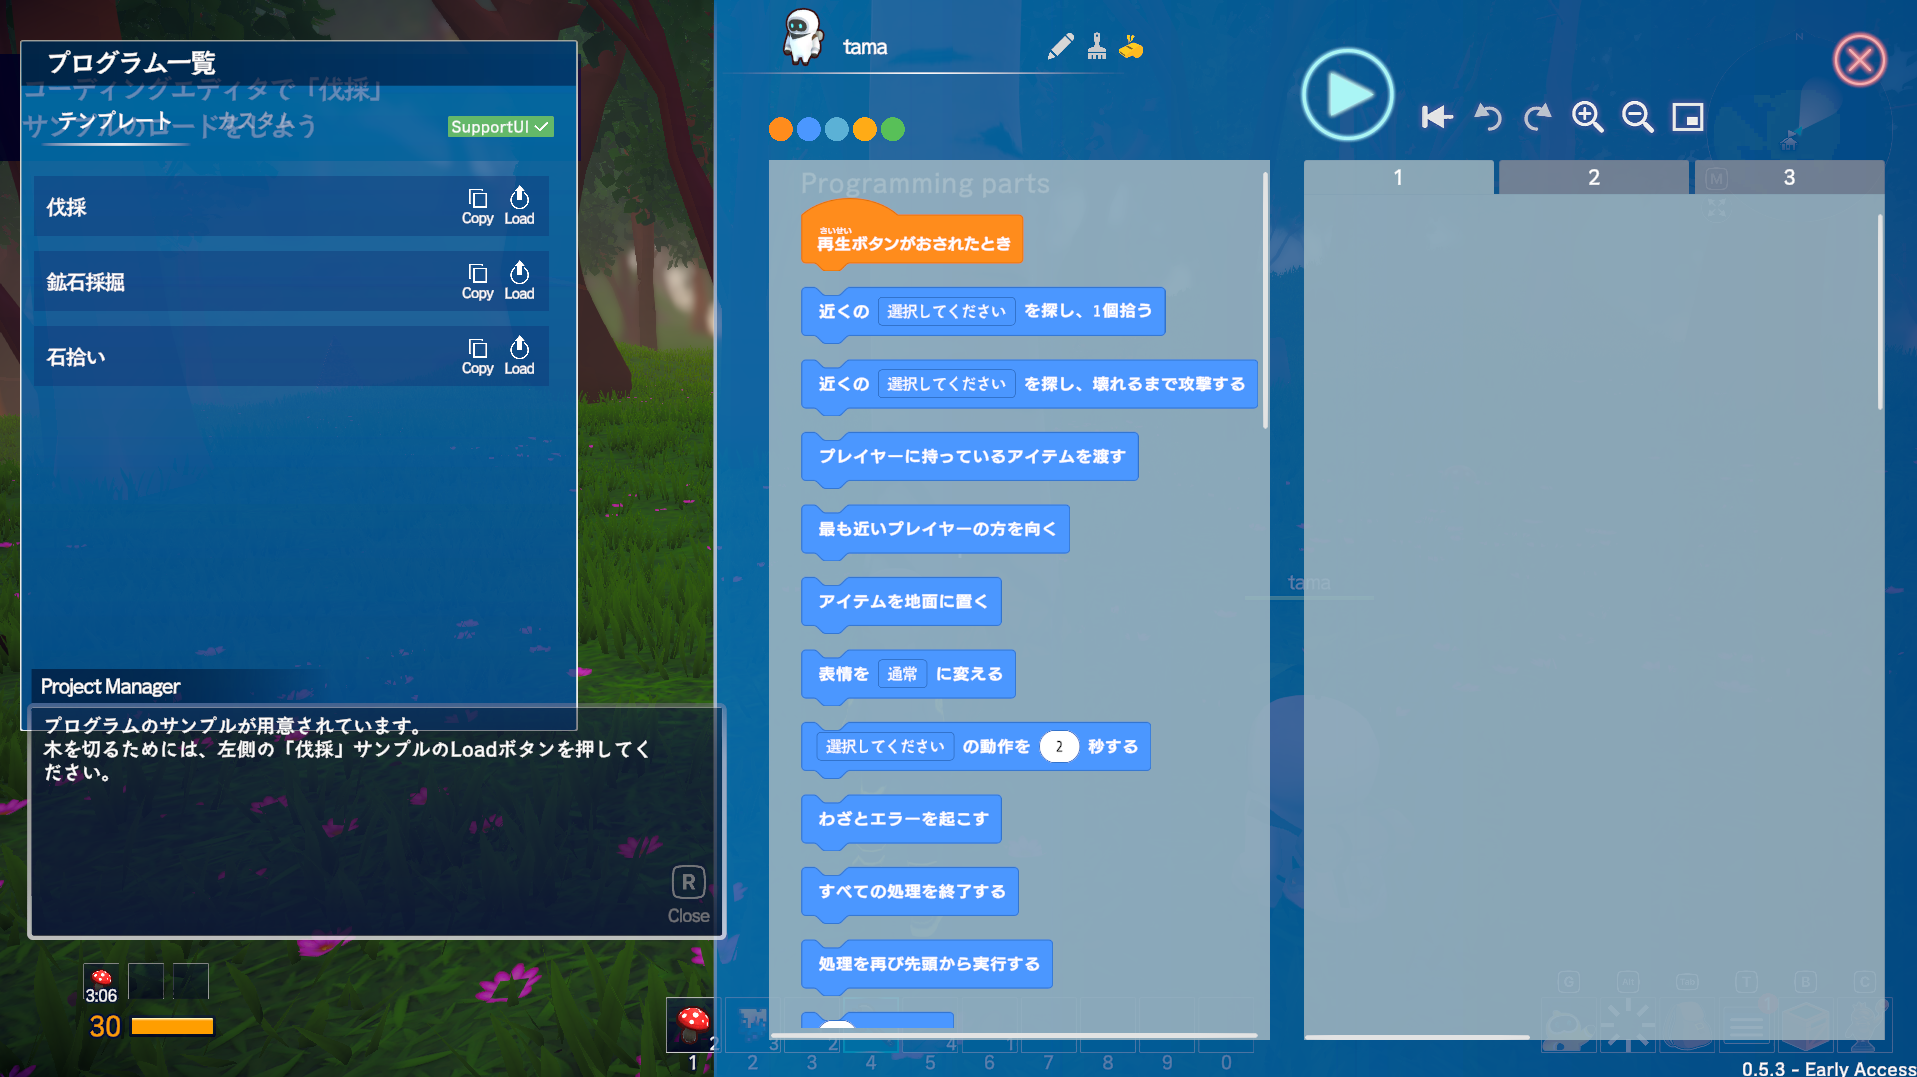 プログラム一覧
コーディングエディタで「伐採」
サンプルのロードをしよう
テンプレート
カスタム
SupportUI
伐採
Copy
Load
鉱石採掘
Copy
Load
石拾い
Copy
Load
Project Manager
プログラムのサンプルが用意されています。
木を切るためには、左側の「伐採」サンプルのLoadボタンを押してく
ださい。
R
Close
3:06
30
tama
Programming parts
さいせい
再生ボタンがおされたとき
近くの 選択してください を探し、1個拾う
近くの 選択してください を探し、壊れるまで攻撃する
プレイヤーに持っているアイテムを渡す
最も近いプレイヤーの方を向く
アイテムを地面に置く
表情を 通常 に変える
選択してください の動作を 2 秒する
わざとエラーを起こす
すべての処理を終了する
処理を再び先頭から実行する
1
2
3
N
M
tama
G
Alt
Tab
T
B
C
1
2
3
2
4
1
1
2
3
4
5
6
7
8
9
0
0.5.3 - Early Access